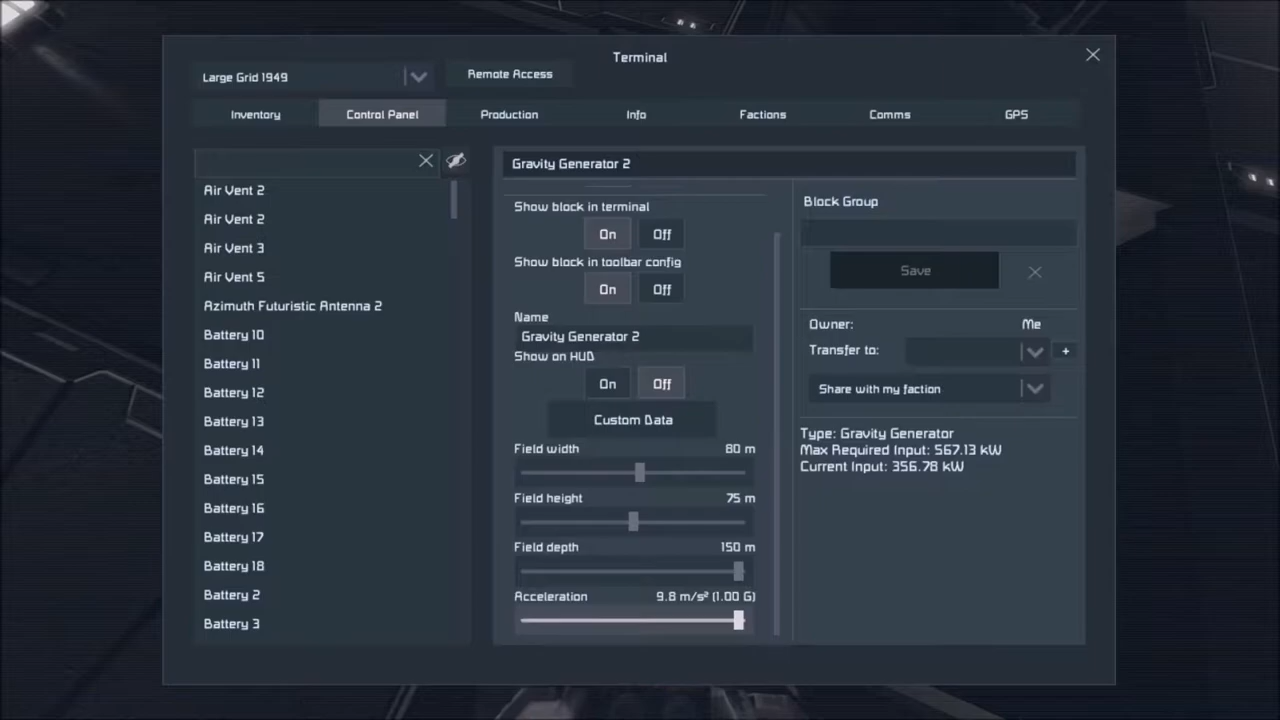 Terminal
Large Grid 1949
Remote Access
Inventory
Control Panel
Production
Info
Factions
Comms
GPS
Air Vent 2
Air Vent 2
Air Vent 3
Air Vent 5
Azimuth Futuristic Antenna 2
Battery 10
Battery 11
Battery 12
Battery 13
Battery 14
Battery 15
Battery 16
Battery 17
Battery 18
Battery 2
Battery 3
Gravity Generator 2
Show block in terminal
On Off
Show block in toolbar config
On Off
Name
Gravity Generator 2
Show on HUD
On Off
Custom Data
Field width 80 m
Field height 75 m
Field depth 150 m
Acceleration 9.8 m/s² (1.00 G)
Block Group
Save
Owner: Me
Transfer to: +
Share with my faction
Type: Gravity Generator
Max Required Input: 567.13 kW
Current Input: 356.78 kW